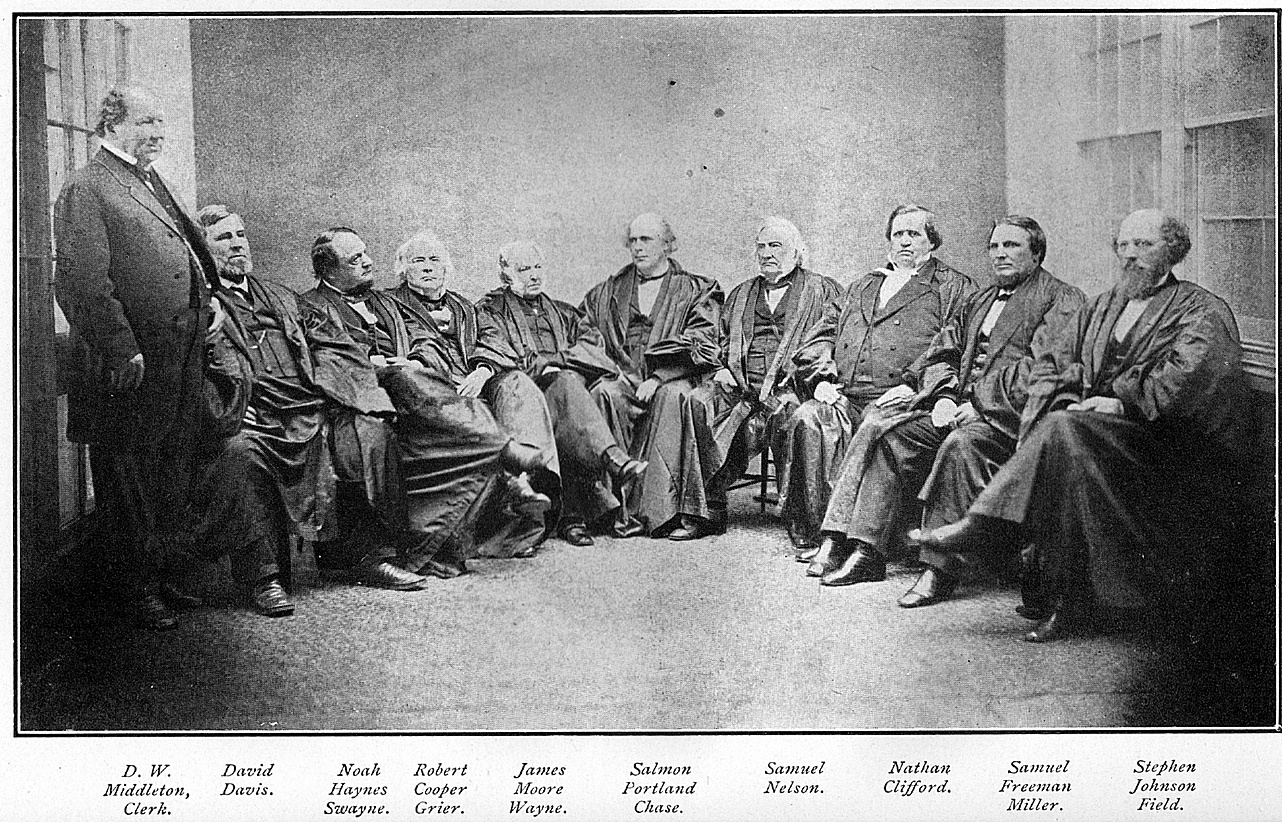 D. W. Middleton, Clerk.
David Davis.
Noah Haynes Swayne.
Robert Cooper Grier.
James Moore Wayne.
Salmon Portland Chase.
Samuel Nelson.
Nathan Clifford.
Samuel Freeman Miller.
Stephen Johnson Field.